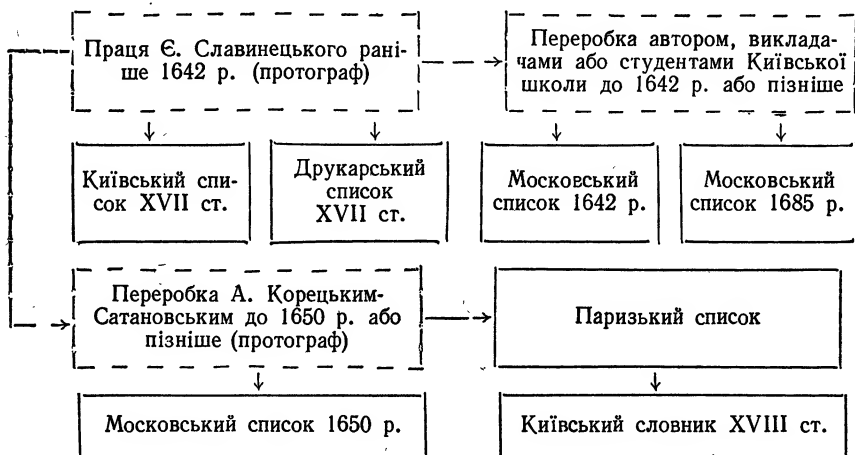 Праця Є. Славинецького рані-
ше 1642 р. (протограф)
Переробка автором, виклада-
чами або студентами Київської
школи до 1642 р. або пізніше
Київський спи-
сок XVII ст.
Друкарський
список
XVII ст.
Московський
список 1642 р.
Московський
список 1685 р.
Переробка А. Корецьким-
Сатановським до 1650 р. або
пізніше (протограф)
Паризький список
Московський список 1650 р.
Київський словник XVIII ст.